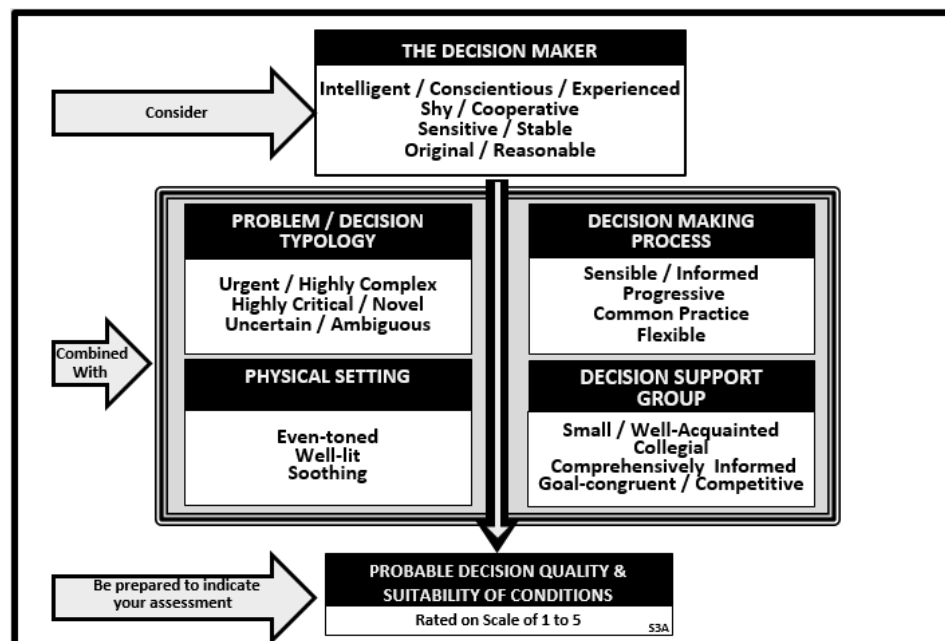 THE DECISION MAKER
Intelligent / Conscientious / Experienced
Shy / Cooperative
Sensitive / Stable
Original / Reasonable
Consider
PROBLEM / DECISION
TYPOLOGY
Urgent / Highly Complex
Highly Critical / Novel
Uncertain / Ambiguous
DECISION MAKING
PROCESS
Sensible / Informed
Progressive
Common Practice
Flexible
Combined
With
PHYSICAL SETTING
Even-toned
Well-lit
Soothing
DECISION SUPPORT
GROUP
Small / Well-Acquainted
Collegial
Comprehensively Informed
Goal-congruent / Competitive
Be prepared to indicate
your assessment
PROBABLE DECISION QUALITY &
SUITABILITY OF CONDITIONS
Rated on Scale of 1 to 5
S3A